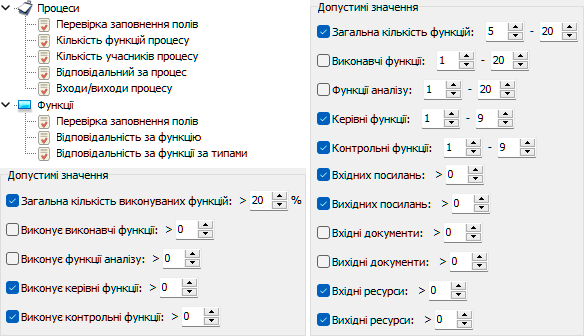 Процеси
Перевірка заповнення полів
Кількість функцій процесу
Кількість учасників процесу
Відповідальний за процес
Входи/виходи процесу
Функції
Перевірка заповнення полів
Відповідальність за функцію
Відповідальність за функції за типами
Допустимі значення
Загальна кількість виконуваних функцій: > 20 %
Виконує виконавчі функції: > 0
Виконує функції аналізу: > 0
Виконує керівні функції: > 0
Виконує контрольні функції: > 0
Допустимі значення
Загальна кількість функцій: 5 - 20
Виконавчі функції: 1 - 20
Функції аналізу: 1 - 20
Керівні функції: 1 - 9
Контрольні функції: 1 - 9
Вхідних посилань: > 0
Вихідних посилань: > 0
Вхідні документи: > 0
Вихідні документи: > 0
Вхідні ресурси: > 0
Вихідні ресурси: > 0